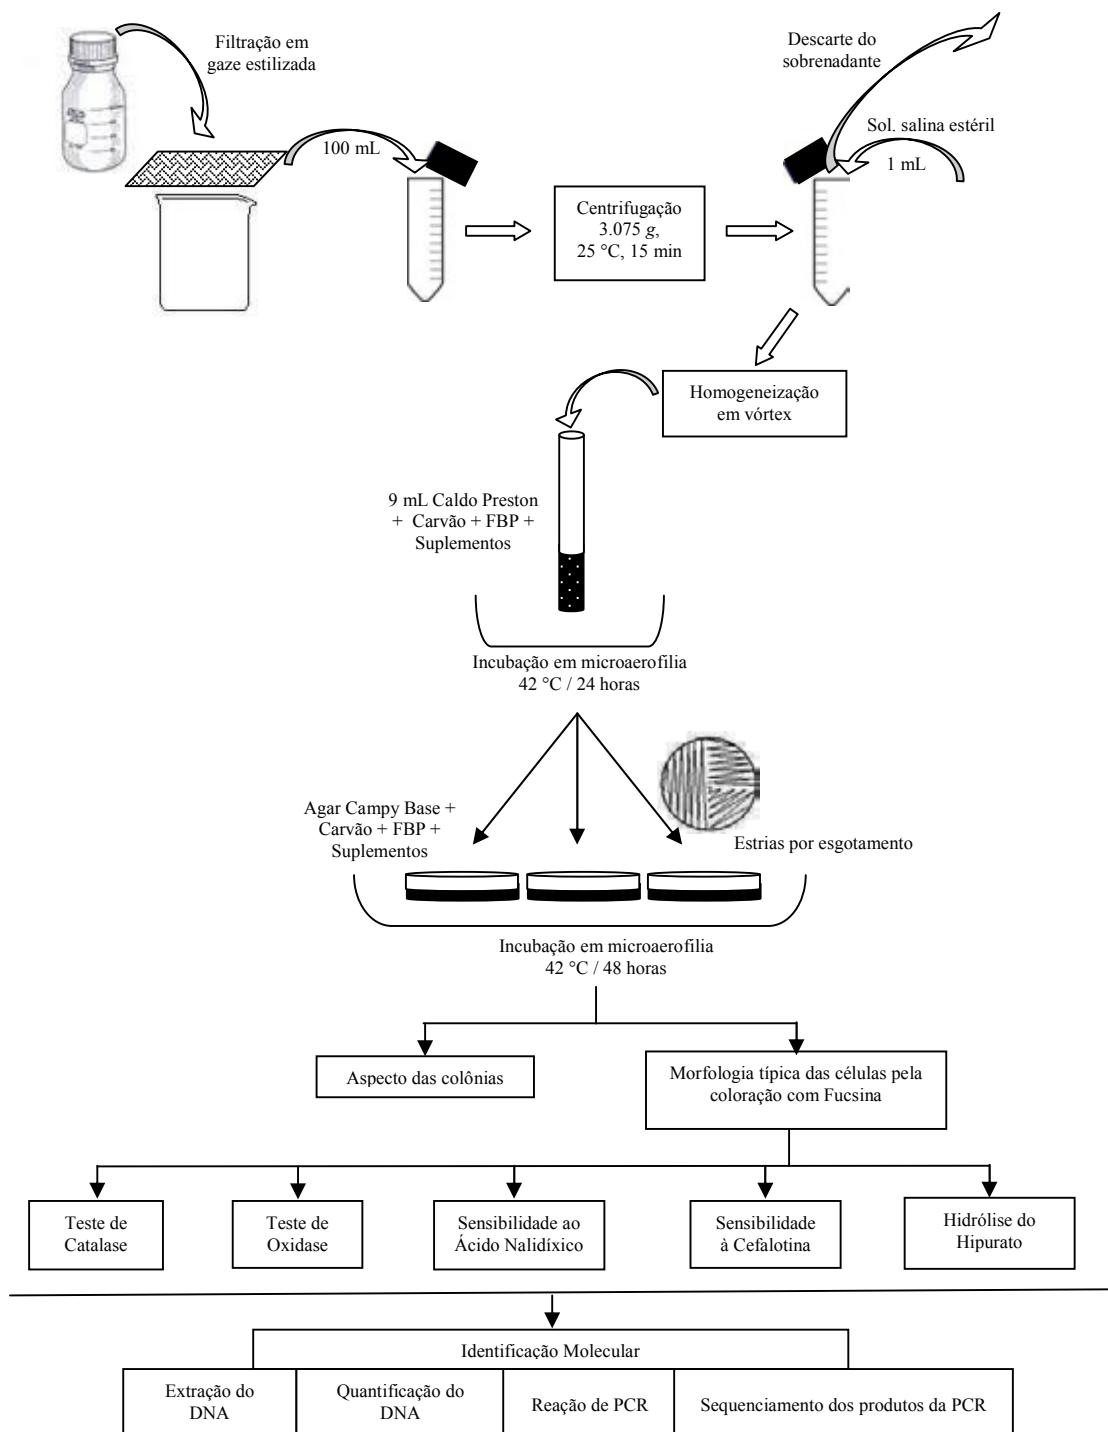 Filtração em
gaze estilizada
100 mL
Centrifugação
3.075 g,
25 °C, 15 min
Descarte do
sobrenadante
Sol. salina estéril
1 mL
Homogeneização
em vórtex
9 mL Caldo Preston
+ Carvão + FBP +
Suplementos
Incubação em microaerofilia
42 °C / 24 horas
Agar Campy Base +
Carvão + FBP +
Suplementos
Estrias por esgotamento
Incubação em microaerofilia
42 °C / 48 horas
Aspecto das colônias
Morfologia típica das células pela
coloração com Fucsina
Teste de
Catalase
Teste de
Oxidase
Sensibilidade ao
Ácido Nalidíxico
Sensibilidade
à Cefalotina
Hidrólise do
Hipurato
Identificação Molecular
Extração do
DNA
Quantificação do
DNA
Reação de PCR
Sequenciamento dos produtos da PCR